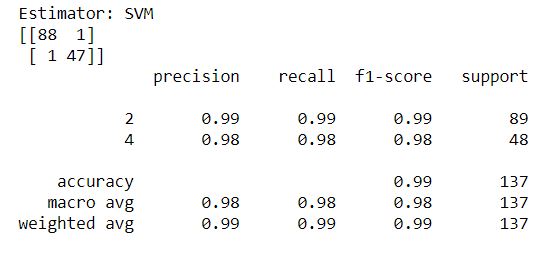 Estimator: SVM
[[88  1]
 [ 1 47]]
              precision    recall  f1-score   support

           2       0.99      0.99      0.99        89
           4       0.98      0.98      0.98        48

    accuracy                           0.99       137
   macro avg       0.98      0.98      0.98       137
weighted avg       0.99      0.99      0.99       137